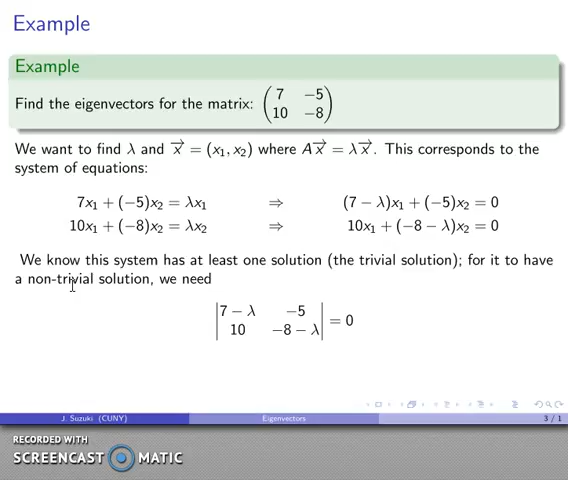 Example
Example
Find the eigenvectors for the matrix: (7 −5
10 −8)
We want to find λ and x⃗ = (x₁, x₂) where Ax⃗ = λx⃗. This corresponds to the
system of equations:
7x₁ + (−5)x₂ = λx₁ ⇒ (7 − λ)x₁ + (−5)x₂ = 0
10x₁ + (−8)x₂ = λx₂ ⇒ 10x₁ + (−8 − λ)x₂ = 0
We know this system has at least one solution (the trivial solution); for it to have
a non-trivial solution, we need
|7 − λ −5
10 −8 − λ| = 0
J. Suzuki (CUNY) Eigenvectors 3 / 1
RECORDED WITH
SCREENCAST MATIC